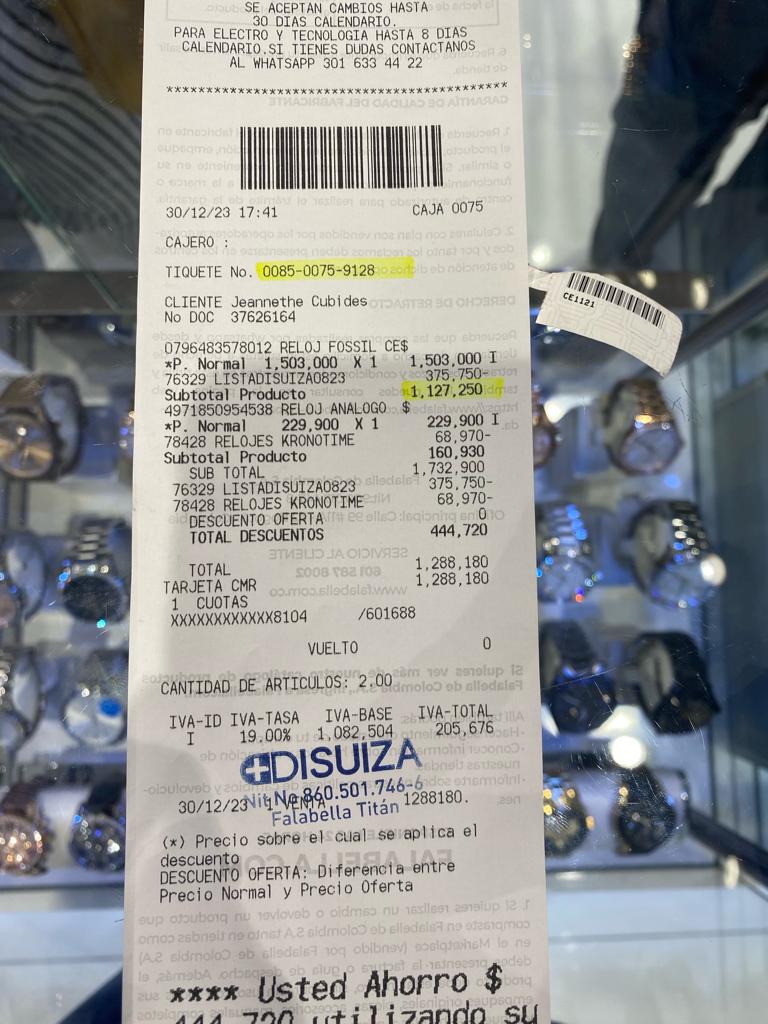 SE ACEPTAN CAMBIOS HASTA
30 DIAS CALENDARIO.
PARA ELECTRO Y TECNOLOGIA HASTA 8 DIAS
CALENDARIO.SI TIENES DUDAS CONTACTANOS
AL WHATSAPP 301 633 44 22
****************************************
30/12/23 17:41 CAJA 0075
CAJERO :
TIQUETE No. 0085-0075-9128
CLIENTE Jeannethe Cubides
No DOC 37626164
CE1121
0796483578012 RELOJ FOSSIL CE$
*P. Normal 1,503,000 X 1 1,503,000 I
76329 LISTADISUIZA0823 375,750-
Subtotal Producto 1,127,250
4971850954538 RELOJ ANALOGO $
*P. Normal 229,900 X 1 229,900 I
78428 RELOJES KRONOTIME 68,970-
Subtotal Producto 160,930
SUB TOTAL 1,732,900
76329 LISTADISUIZA0823 375,750-
78428 RELOJES KRONOTIME 68,970-
DESCUENTO OFERTA 0
TOTAL DESCUENTOS 444,720
TOTAL 1,288,180
TARJETA CMR 1,288,180
1 CUOTAS
XXXXXXXXXXXX8104 /601688
VUELTO 0
CANTIDAD DE ARTICULOS: 2.00
IVA-ID IVA-TASA IVA-BASE IVA-TOTAL
I 19.00% 1,082,504 205,676
DISUIZA
Nit No 860.501.746-6
30/12/23 1 VENTA 1288180.
Falabella Titán
(*) Precio sobre el cual se aplica el
descuento
DESCUENTO OFERTA: Diferencia entre
Precio Normal y Precio Oferta
**** Usted Ahorro $
444,720 utilizando su